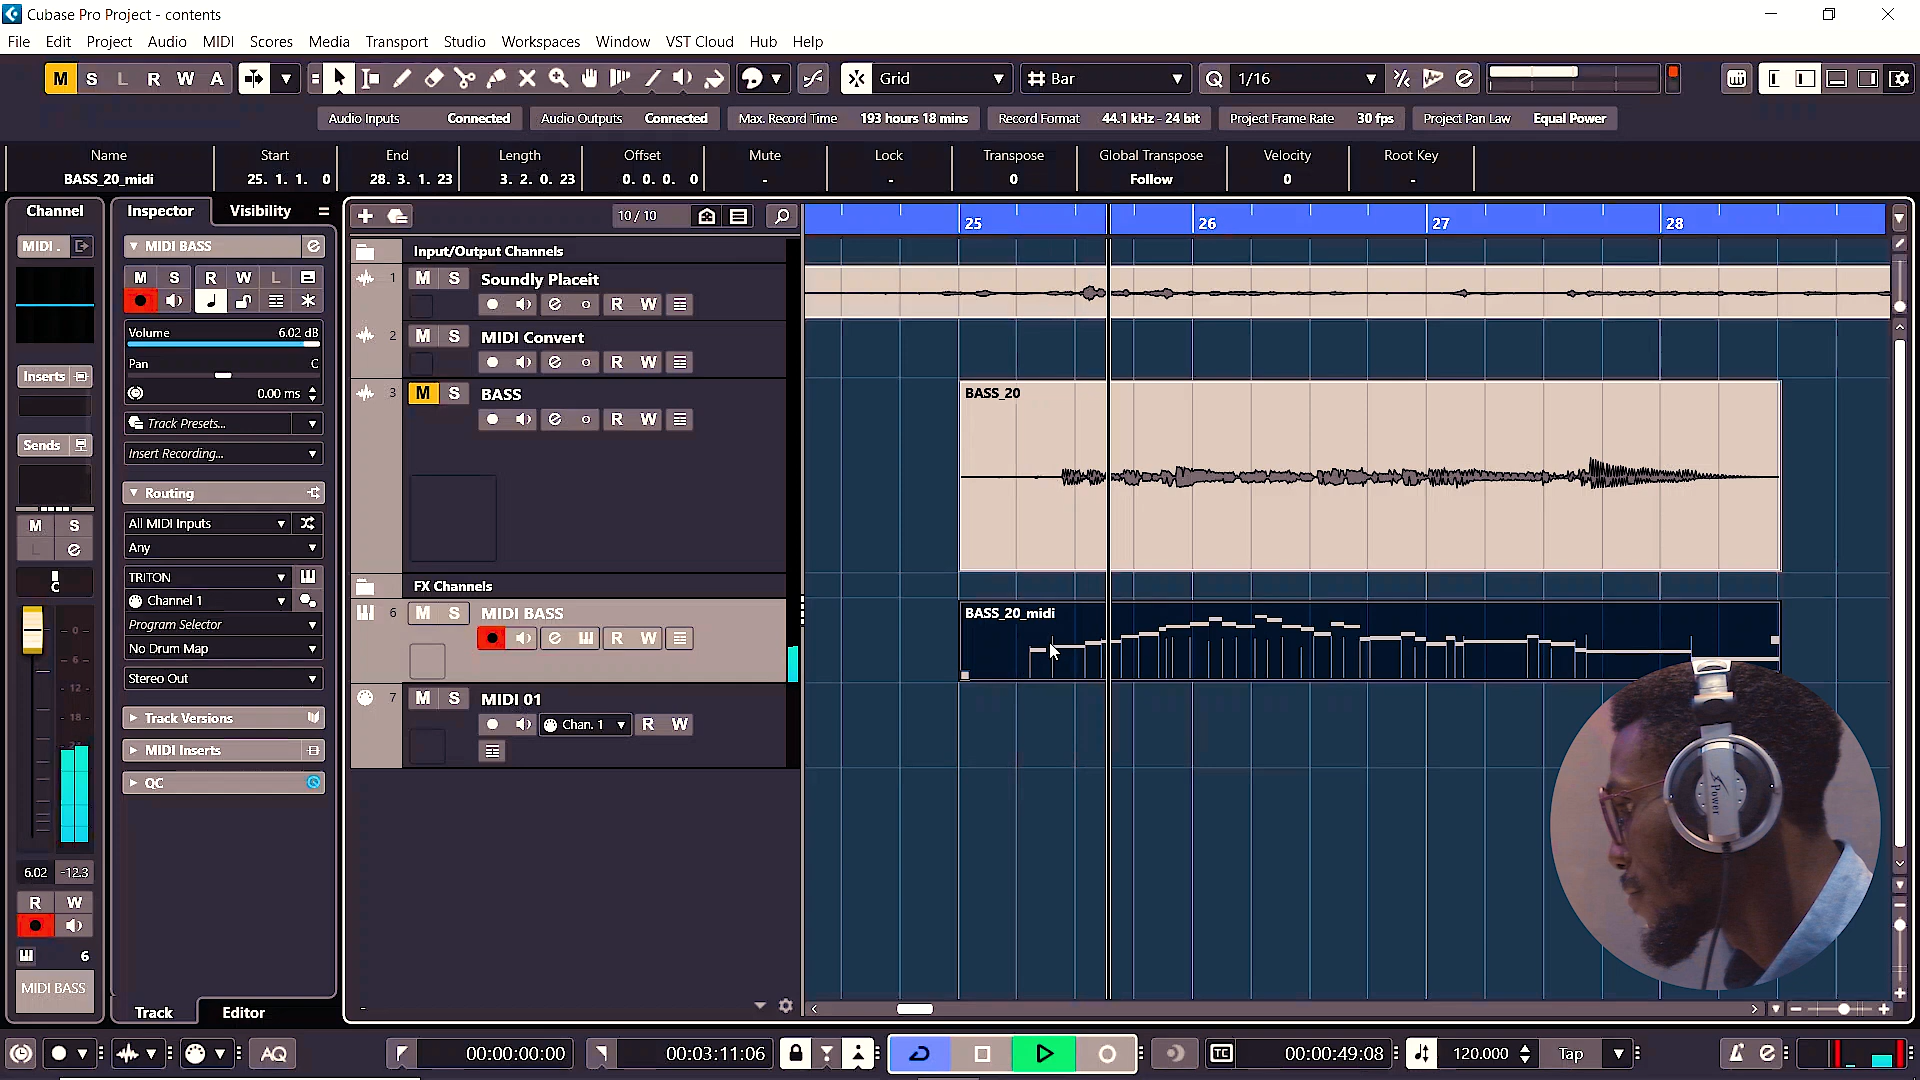 Cubase Pro Project - contents
File Edit Project Audio MIDI Scores Media Transport Studio Workspaces Window VST Cloud Hub Help
M S L R W A Grid Bar Q 1/16
Audio Inputs Connected Audio Outputs Connected Max. Record Time 193 hours 18 mins Record Format 44.1 kHz - 24 bit Project Frame Rate 30 fps Project Pan Law Equal Power
Name Start End Length Offset Mute Lock Transpose Global Transpose Velocity Root Key
BASS_20_midi 25. 1. 1. 0 28. 3. 1. 23 3. 2. 0. 23 0. 0. 0. 0 - - 0 Follow 0 -
Channel Inspector Visibility 10 / 10 25 26 27 28
MIDI . MIDI BASS Input/Output Channels
M S R W L
1 M S Soundly Placeit
R W
Volume 6.02 dB
2 M S MIDI Convert
Pan C
R W
Inserts
0.00 ms
3 M S BASS BASS_20
R W
Track Presets...
Sends
Insert Recording...
Routing
M S All MIDI Inputs
L Any
C TRITON
FX Channels
Channel 1
6 M S MIDI BASS BASS_20_midi
Program Selector
R W
No Drum Map
Stereo Out
7 M S MIDI 01
Chan. 1 R W
Track Versions
MIDI Inserts
QC
0
6
12
18
6.02 -12.3
R W
6
MIDI BASS
Power
Track Editor
AQ 00:00:00:00 00:03:11:06 TC 00:00:49:08 120.000 Tap